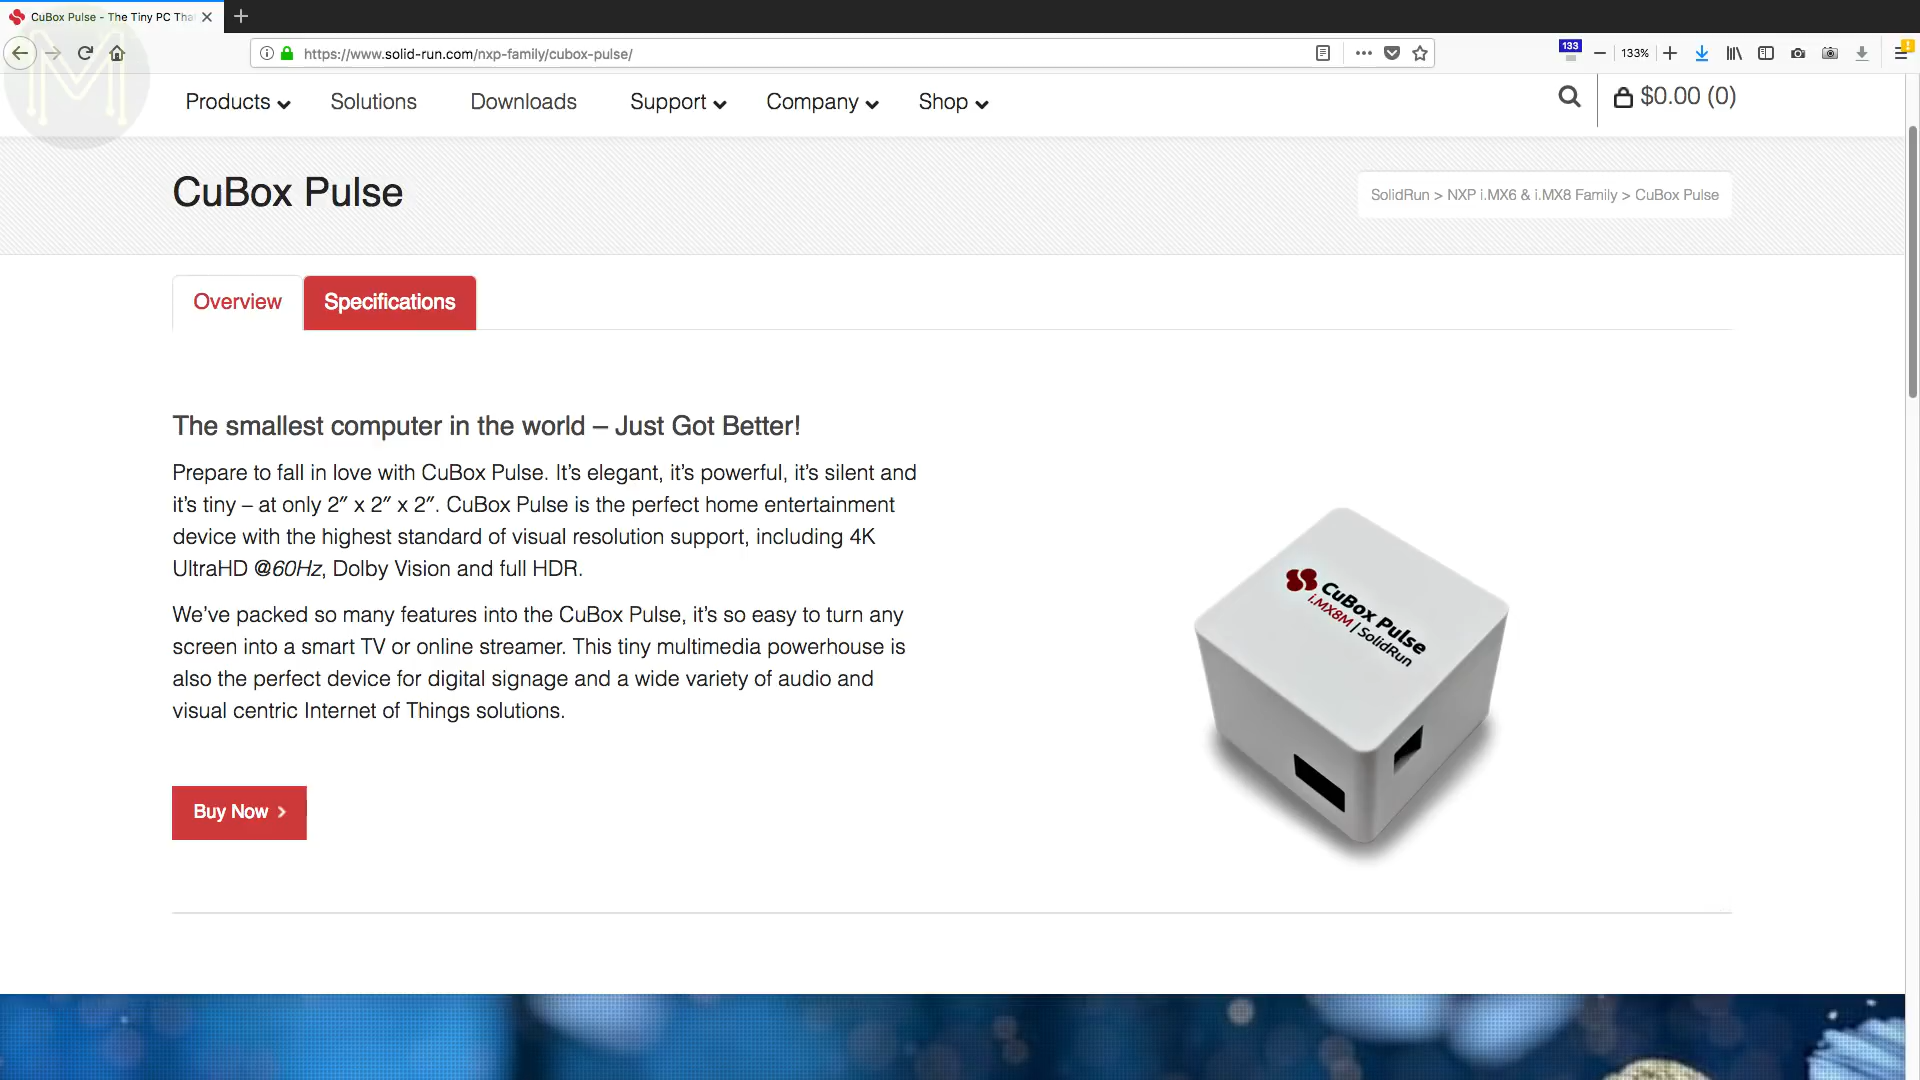 CuBox Pulse - The Tiny PC Tha
https://www.solid-run.com/nxp-family/cubox-pulse/
133
133%
1
Products
Solutions
Downloads
Support
Company
Shop
$0.00 (0)
CuBox Pulse
SolidRun > NXP i.MX6 & i.MX8 Family > CuBox Pulse
Overview
Specifications
The smallest computer in the world – Just Got Better!
Prepare to fall in love with CuBox Pulse. It’s elegant, it’s powerful, it’s silent and
it’s tiny – at only 2″ x 2″ x 2″. CuBox Pulse is the perfect home entertainment
device with the highest standard of visual resolution support, including 4K
UltraHD @60Hz, Dolby Vision and full HDR.
We’ve packed so many features into the CuBox Pulse, it’s so easy to turn any
screen into a smart TV or online streamer. This tiny multimedia powerhouse is
also the perfect device for digital signage and a wide variety of audio and
visual centric Internet of Things solutions.
CuBox Pulse
i.MX8M | SolidRun
Buy Now